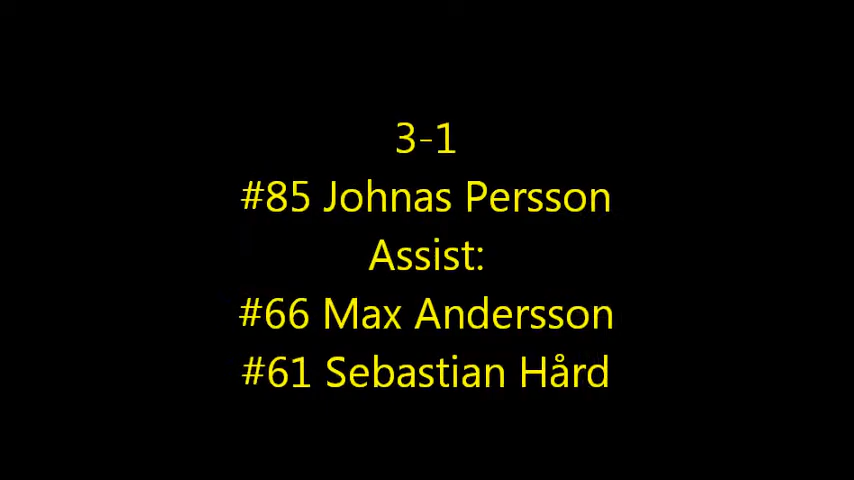 3-1
#85 Johnas Persson
Assist:
#66 Max Andersson
#61 Sebastian Hård